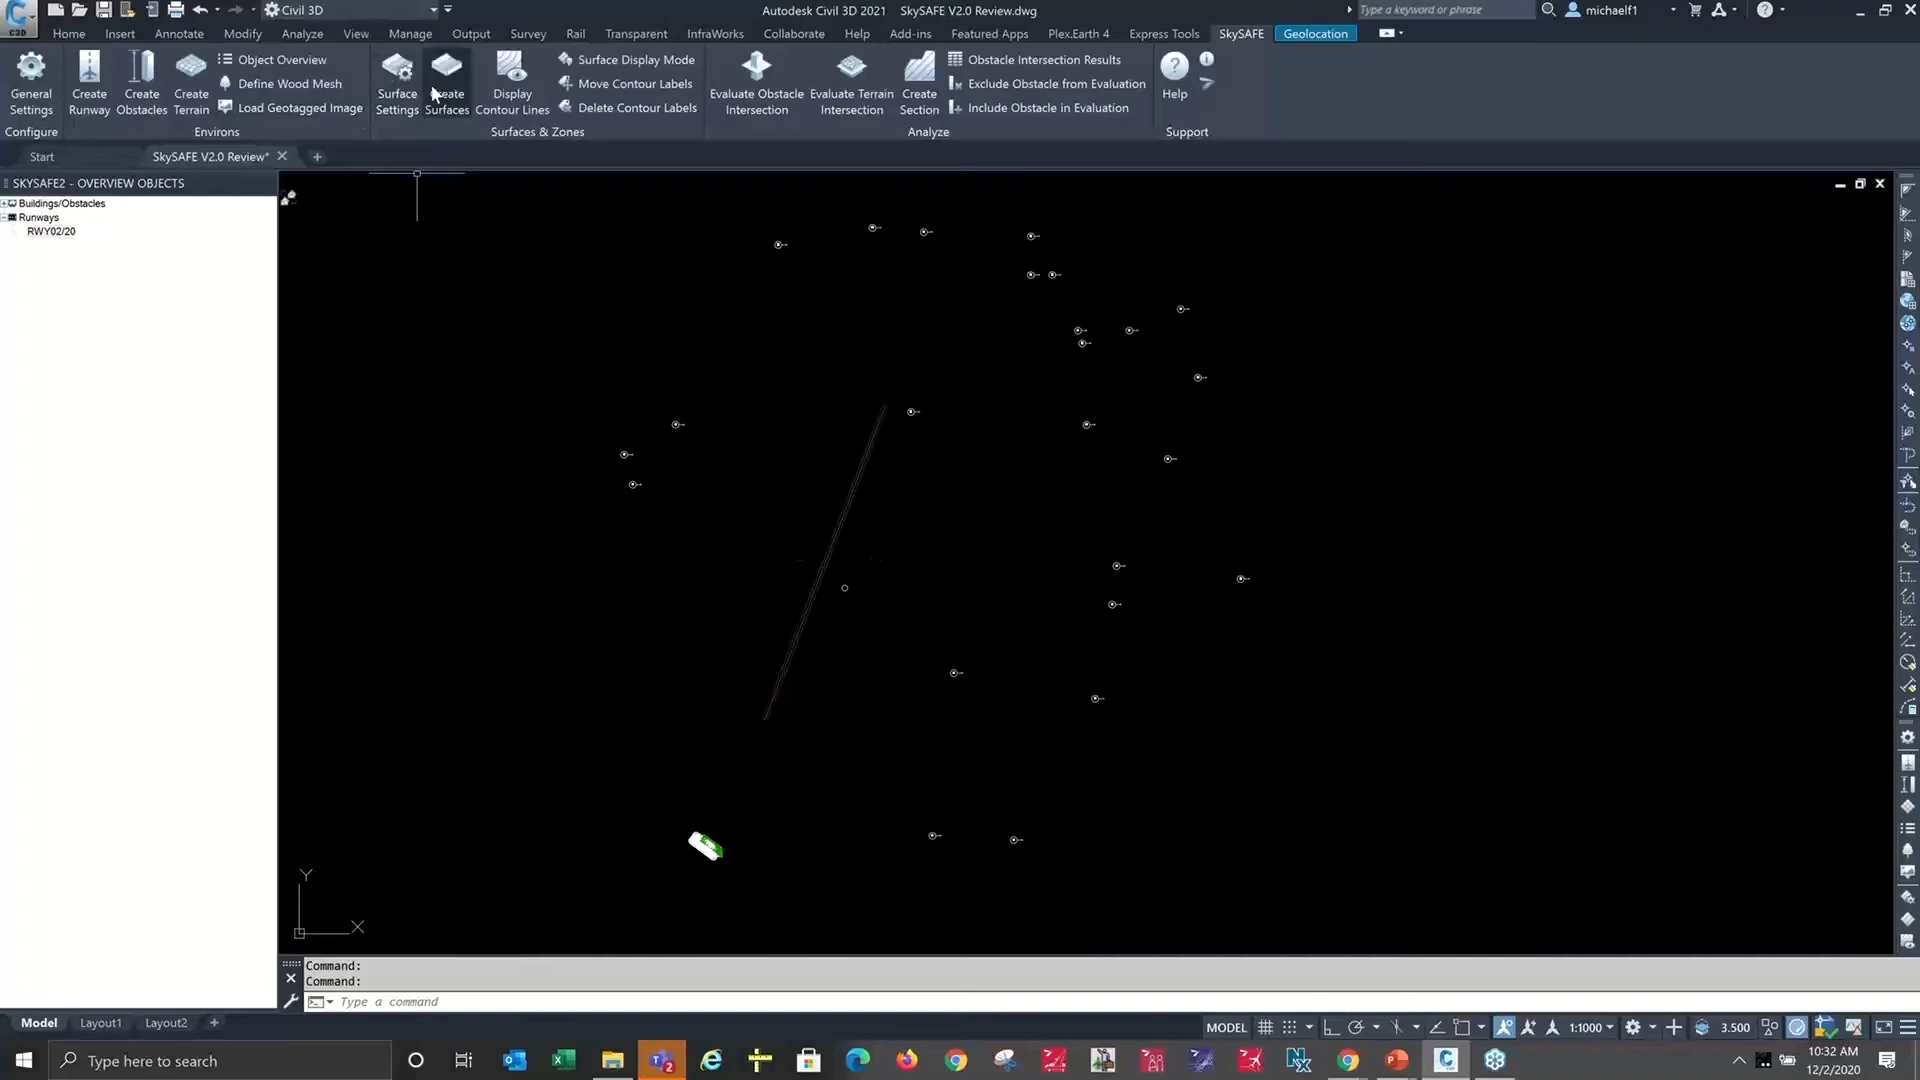 Civil 3D
Autodesk Civil 3D 2021 SkySAFE V2.0 Review.dwg
Type a keyword or phrase
michaelf1
C3D
Home Insert Annotate Modify Analyze View Manage Output Survey Rail Transparent InfraWorks Collaborate Help Add-ins Featured Apps Plex.Earth 4 Express Tools SkySAFE Geolocation
General Settings
Create Runway
Create Obstacles
Create Terrain
Object Overview
Define Wood Mesh
Load Geotagged Image
Surface Settings
Surfaces
Display Contour Lines
Surface Display Mode
Move Contour Labels
Delete Contour Labels
Evaluate Obstacle Intersection
Evaluate Terrain Intersection
Create Section
Obstacle Intersection Results
Exclude Obstacle from Evaluation
Include Obstacle in Evaluation
Help
Configure Environs Surfaces & Zones Analyze Support
Start SkySAFE V2.0 Review*
SKYSAFE2 - OVERVIEW OBJECTS
Buildings/Obstacles
Runways
RWY02/20
Y
X
Command:
Command:
Type a command
Model Layout1 Layout2
MODEL 1:1000 3.500
Type here to search
10:32 AM
12/2/2020